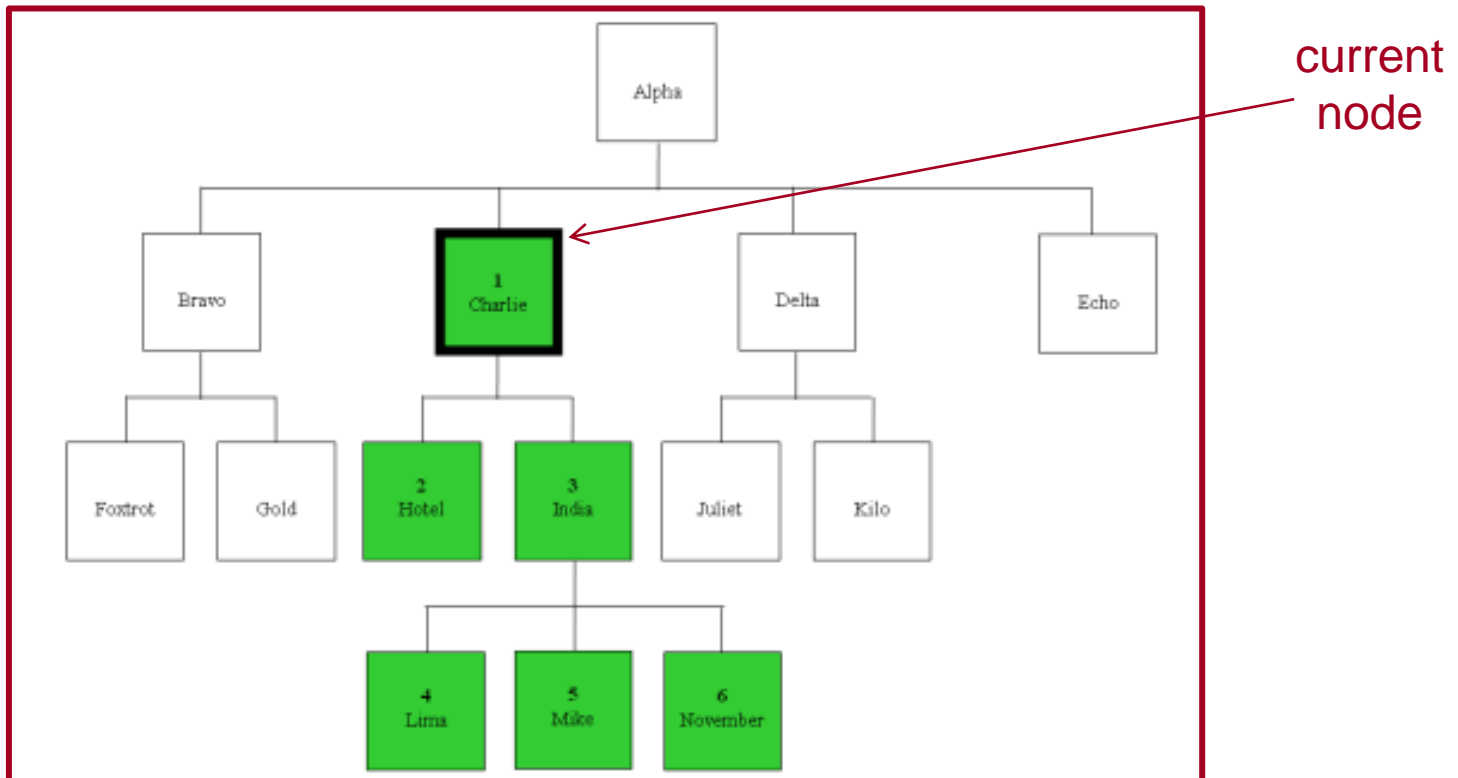 current
node
Alpha
Bravo
1
Charlie
Delta
Echo
Foxtrot
Gold
2
Hotel
3
India
Juliet
Kilo
4
Lima
5
Mike
6
November